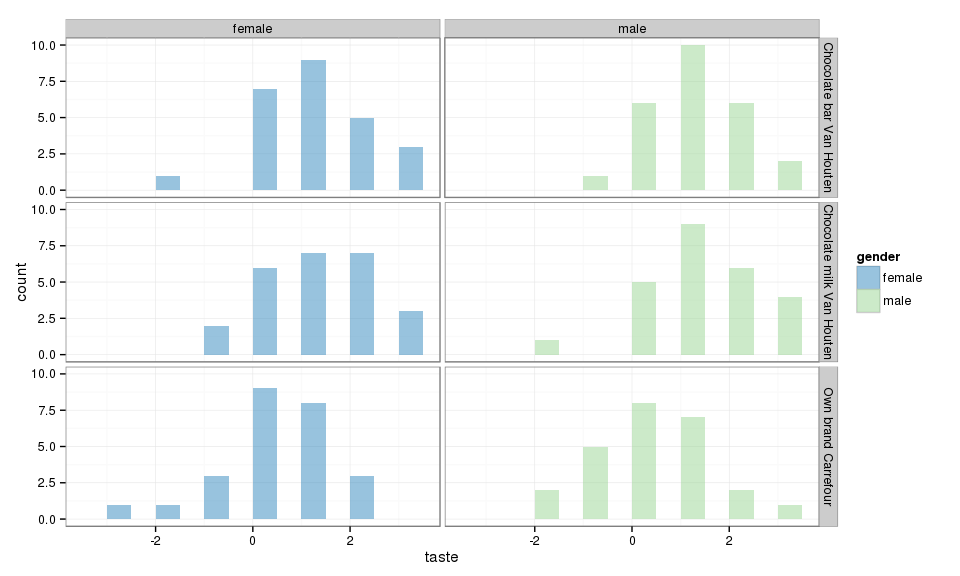 female
male
10.0
7.5
5.0
2.5
0.0
Chocolate bar Van Houten
10.0
7.5
5.0
2.5
0.0
Chocolate milk Van Houten
count
gender
female
male
10.0
7.5
5.0
2.5
0.0
Own brand Carrefour
-2
0
2
-2
0
2
taste